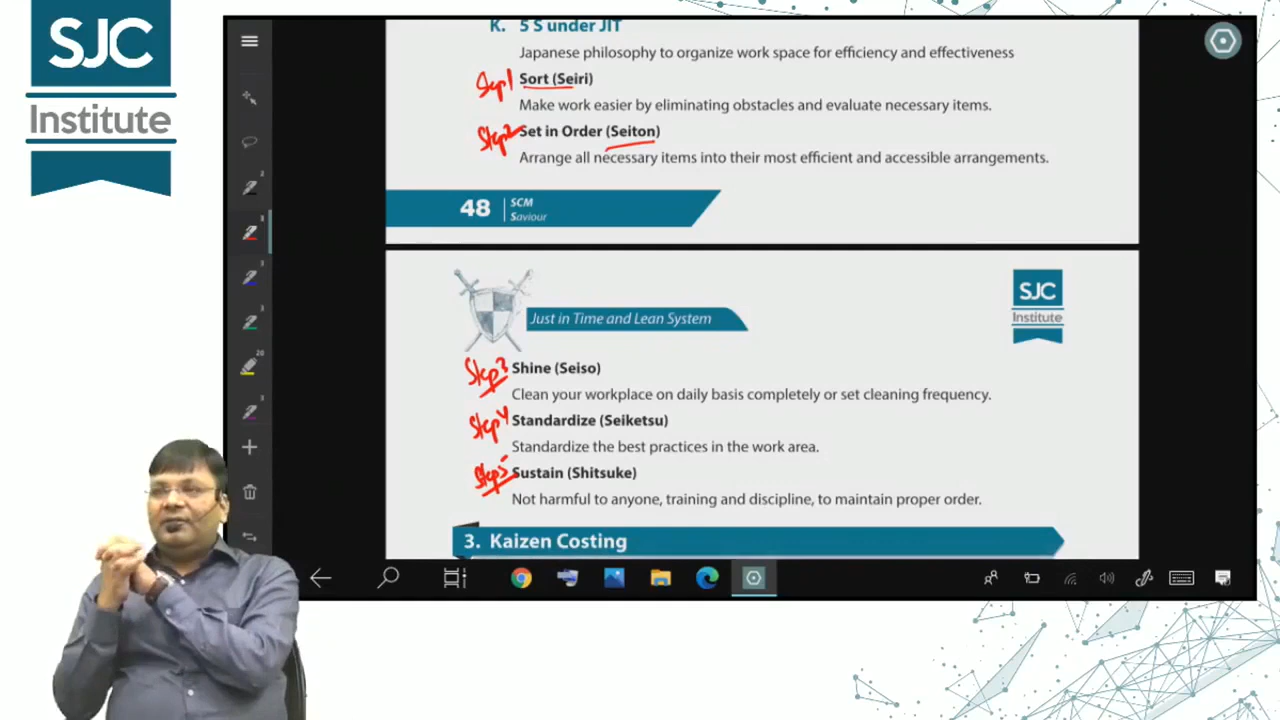 SJC
Institute
K. 5 S under JIT
Japanese philosophy to organize work space for efficiency and effectiveness
Step1 Sort (Seiri)
Make work easier by eliminating obstacles and evaluate necessary items.
Step2 Set in Order (Seiton)
Arrange all necessary items into their most efficient and accessible arrangements.
48 SCM
Saviour
SJC
Institute
Just in Time and Lean System
Step3 Shine (Seiso)
Clean your workplace on daily basis completely or set cleaning frequency.
Step4 Standardize (Seiketsu)
Standardize the best practices in the work area.
Step5 Sustain (Shitsuke)
Not harmful to anyone, training and discipline, to maintain proper order.
3. Kaizen Costing